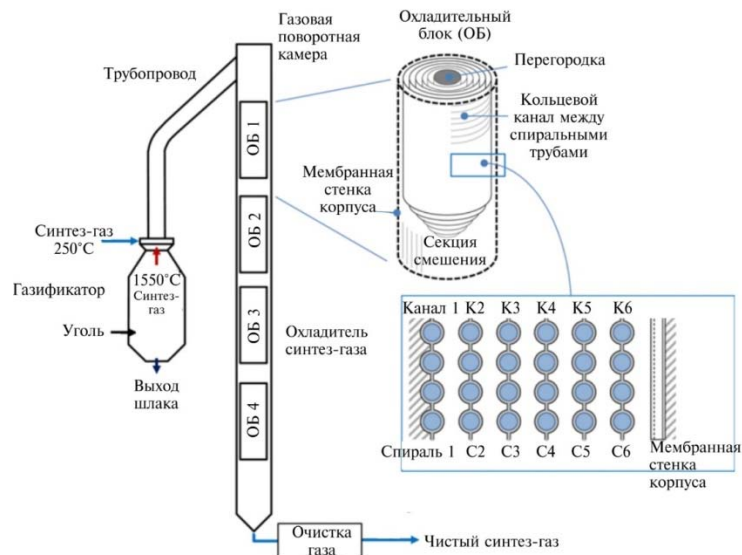 Газовая
поворотная
камера
Трубопровод
Охладительный
блок (ОБ)
Перегородка
Кольцевой
канал между
спиральными
трубами
Мембранная
стенка
корпуса
Секция
смешения
ОБ 1
ОБ 2
ОБ 3
ОБ 4
Синтез-газ
250°C
1550°C
Синтез-
газ
Газификатор
Уголь
Выход
шлака
Охладитель
синтез-газа
Канал 1 К2 К3 К4 К5 К6
Спираль 1 С2 С3 С4 С5 С6
Мембранная
стенка
корпуса
Очистка
газа
Чистый синтез-газ